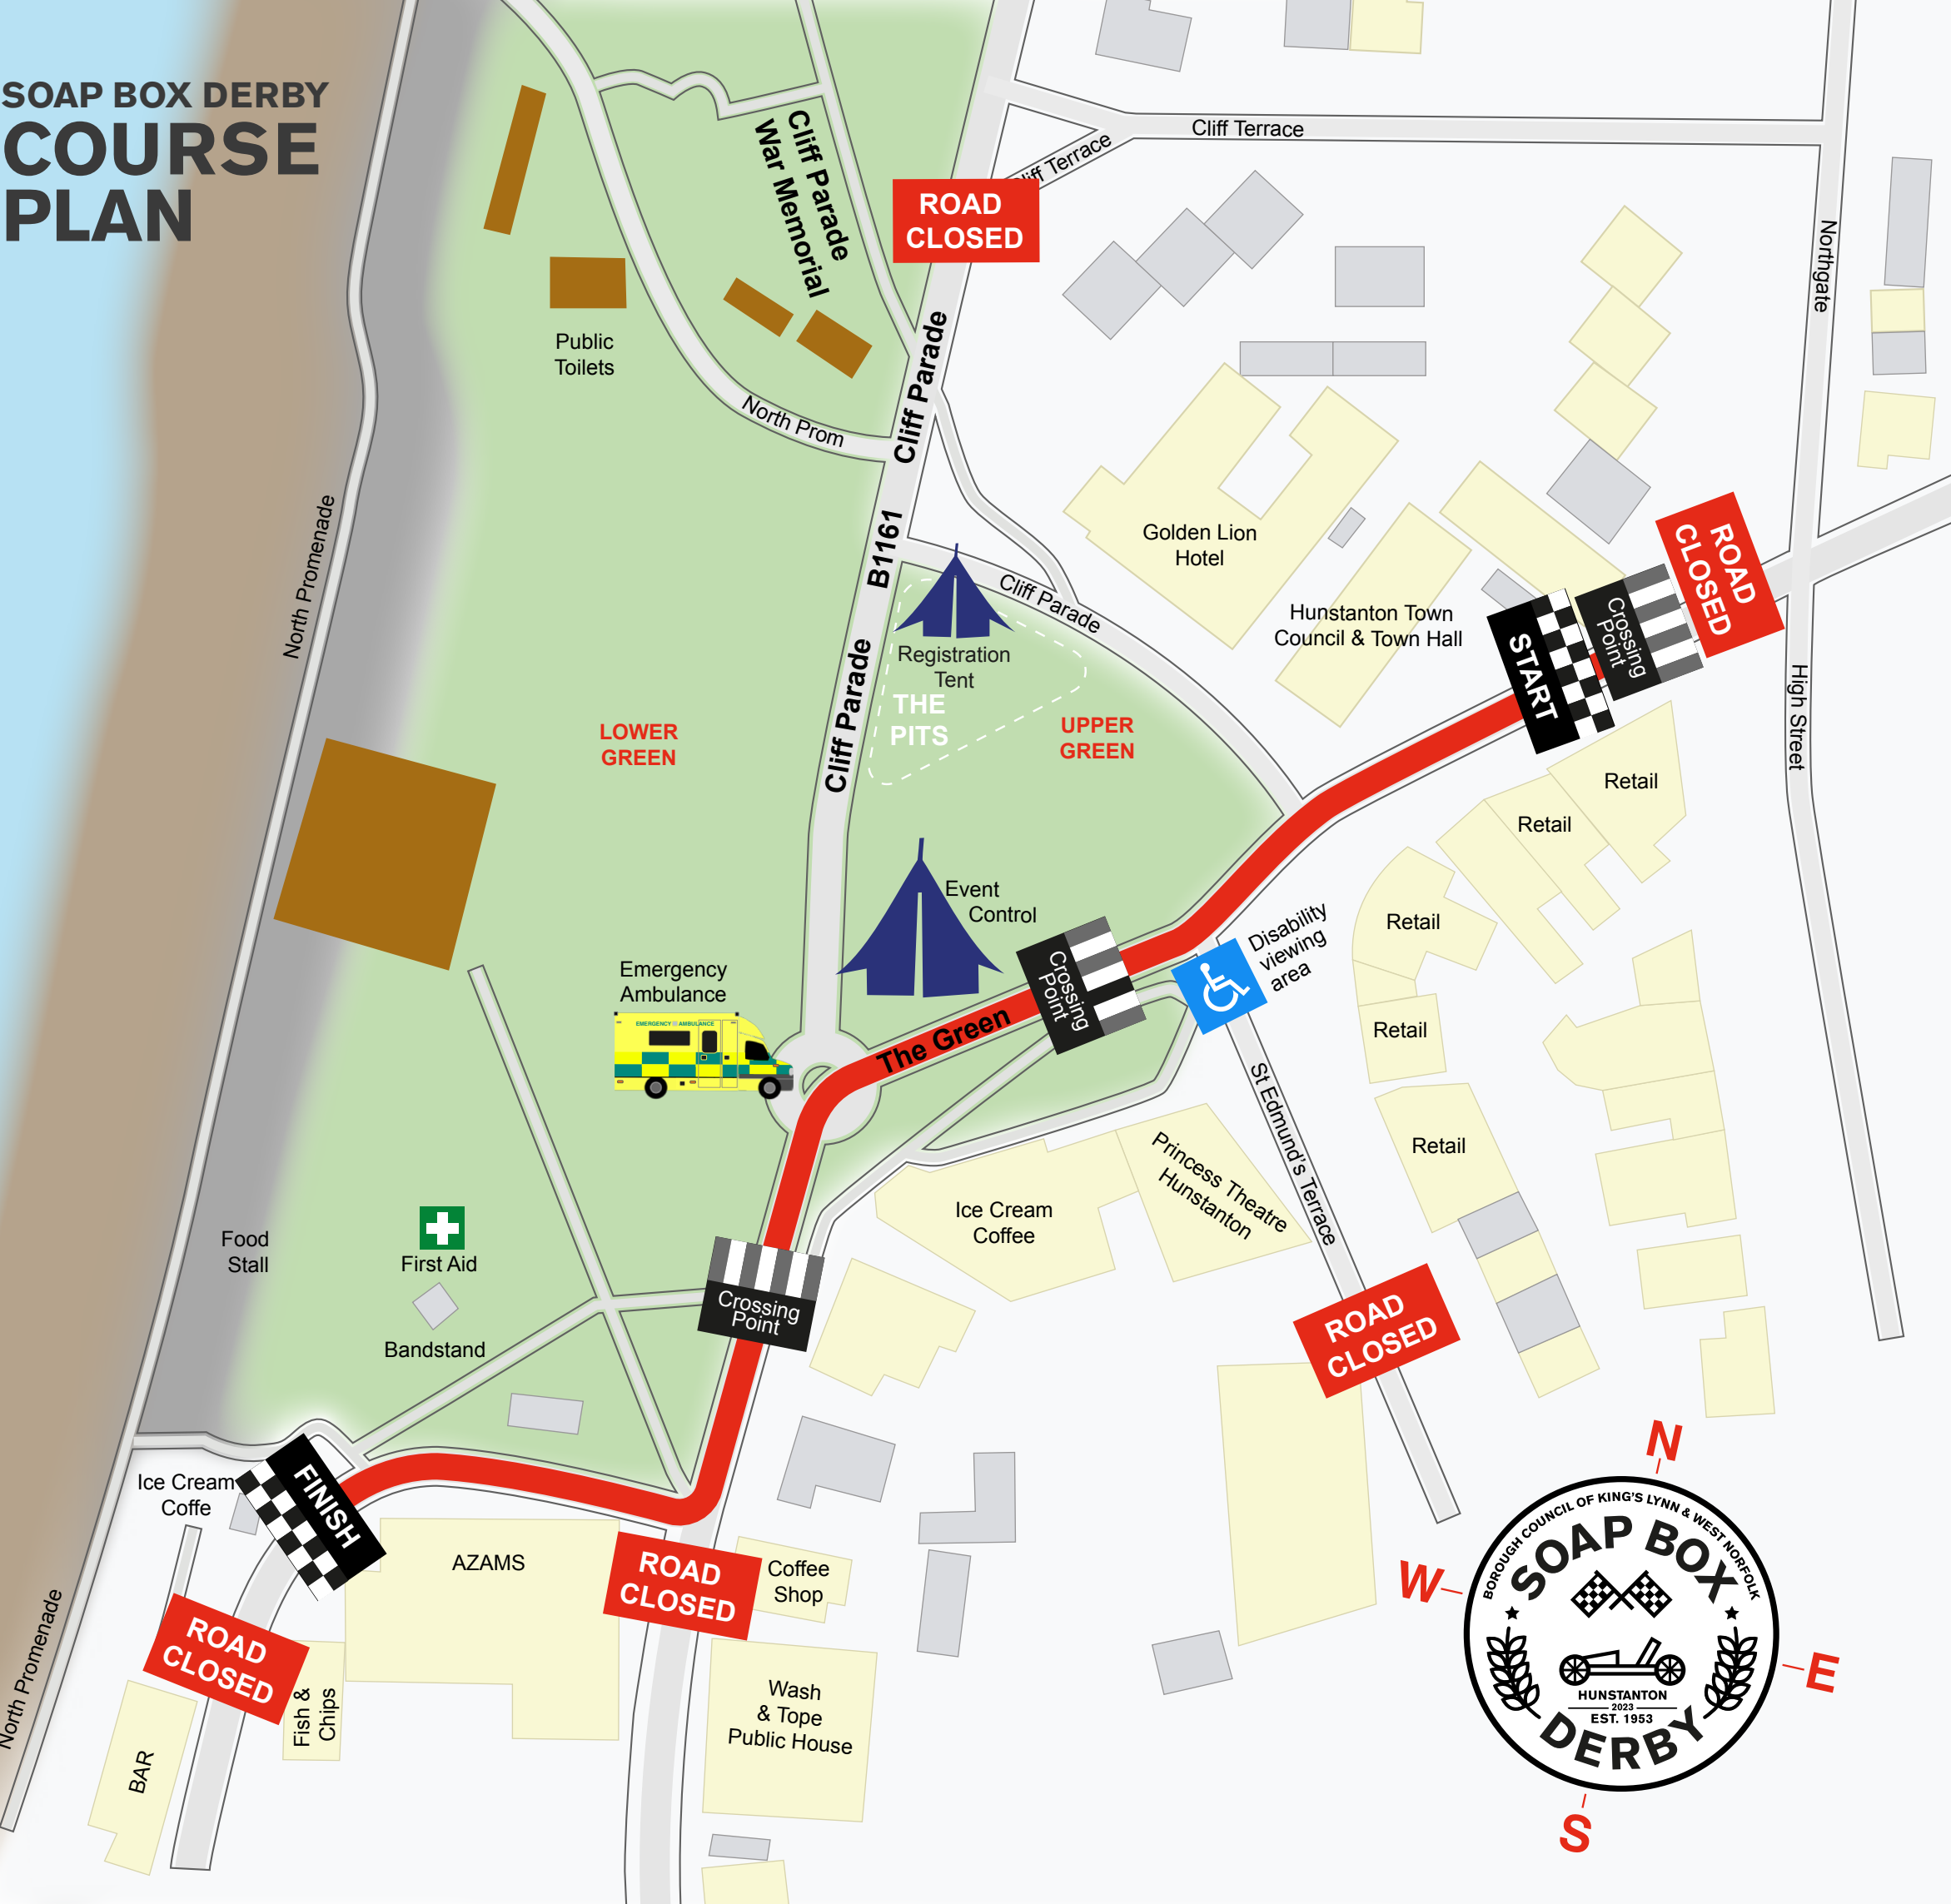 SOAP BOX DERBY
COURSE
PLAN
Cliff Terrace
Cliff Terrace
Cliff Parade
War Memorial
ROAD
CLOSED
Northgate
Public
Toilets
North Prom
Cliff Parade
North Promenade
B1161
Cliff Parade
Golden Lion
Hotel
Hunstanton Town
Council & Town Hall
START
Crossing
Point
ROAD
CLOSED
High Street
Registration
Tent
THE
PITS
Cliff Parade
LOWER
GREEN
UPPER
GREEN
Retail
Retail
Retail
Retail
Retail
Event
Control
Crossing
Point
Disability
viewing
area
Emergency
Ambulance
EMERGENCY AMBULANCE
The Green
St Edmund's Terrace
Princess Theatre
Hunstanton
Ice Cream
Coffee
Food
Stall
First Aid
Bandstand
Crossing
Point
ROAD
CLOSED
Ice Cream
Coffe
FINISH
AZAMS
ROAD
CLOSED
Coffee
Shop
ROAD
CLOSED
North Promenade
Fish &
Chips
BAR
Wash
& Tope
Public House
N
W
E
S
BOROUGH COUNCIL OF KING'S LYNN & WEST NORFOLK
SOAP BOX
HUNSTANTON
2023
EST. 1953
DERBY